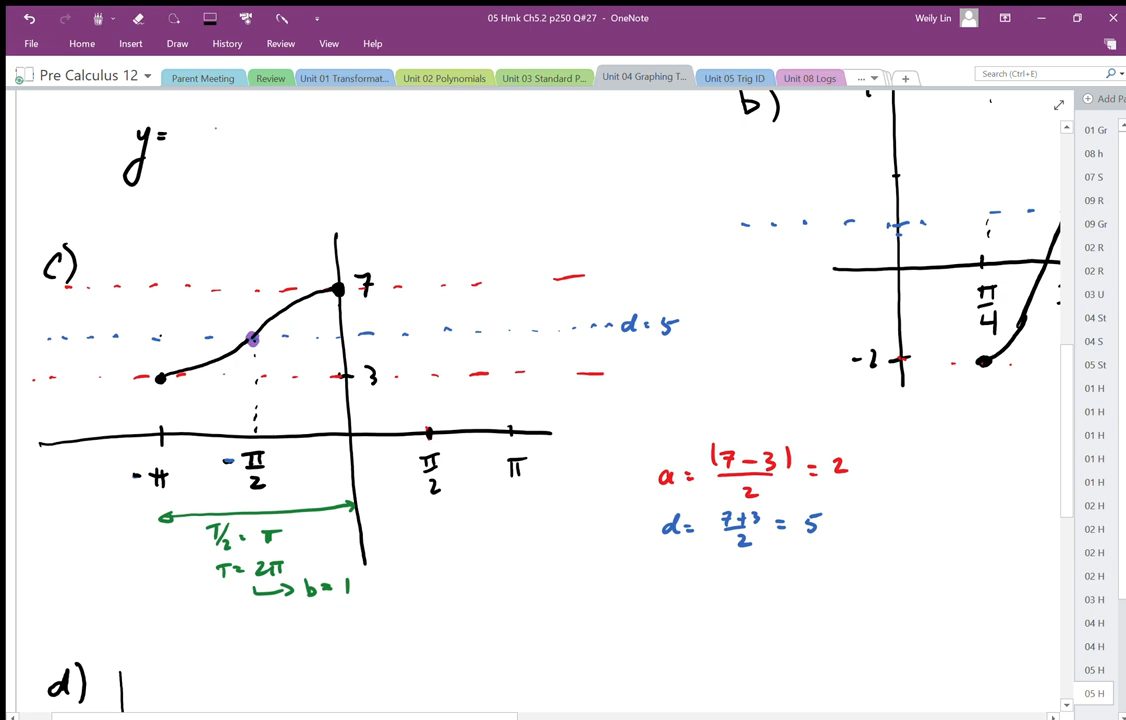 05 Hmk Ch5.2 p250 Q#27 - OneNote
Weily Lin
File Home Insert Draw History Review View Help
Pre Calculus 12
Parent Meeting
Review
Unit 01 Transformat...
Unit 02 Polynomials
Unit 03 Standard P...
Unit 04 Graphing T...
Unit 05 Trig ID
Unit 08 Logs
...
+
Search (Ctrl+E)
Add Pa
01 Gr
08 h
07 S
09 R
09 Gr
02 R
02 R
03 U
04 St
04 S
05 St
01 H
01 H
01 H
01 H
01 H
02 H
02 H
02 H
02 H
03 H
04 H
04 H
05 H
05 H
y=
b)
π/4
-2
c)
7
d=5
3
-π
-π/2
π/2
π
T/2 = π
T = 2π
b=1
a = (7-3)/2 = 2
d = 7+3/2 = 5
d)